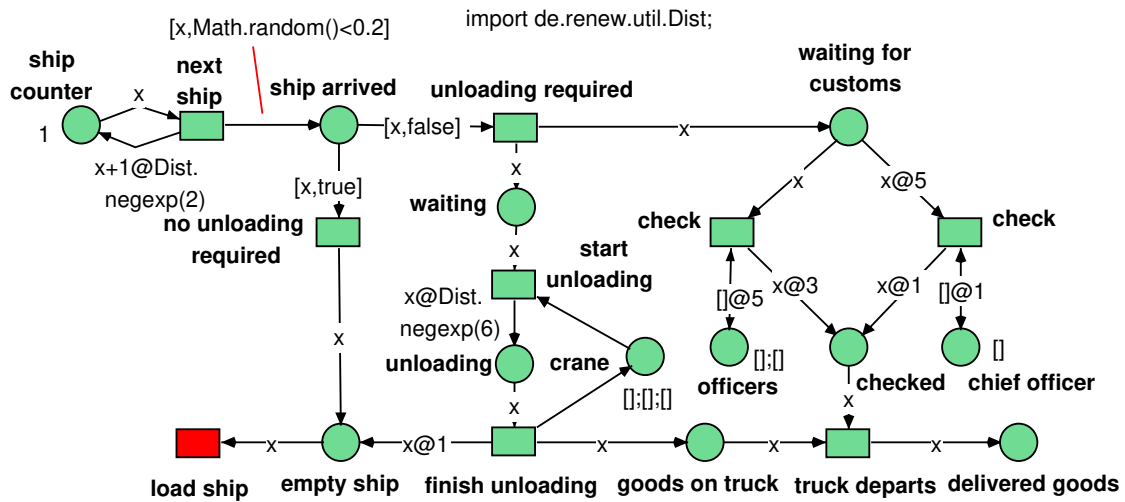 [x,Math.random()<0.2]
import de.renew.util.Dist;
ship
counter
next
ship
ship arrived
unloading required
waiting for
customs
x
1
[x,false]
x
x+1@Dist.
negexp(2)
[x,true]
x
x
x@5
waiting
no unloading
required
check
check
x
start
unloading
x@Dist.
negexp(6)
[]@5
x@3
x@1
[]@1
x
unloading
crane
[];[]
[]
officers
checked
chief officer
x
[];[];[]
x
x
x@1
x
x
x
load ship
empty ship
finish unloading
goods on truck
truck departs
delivered goods